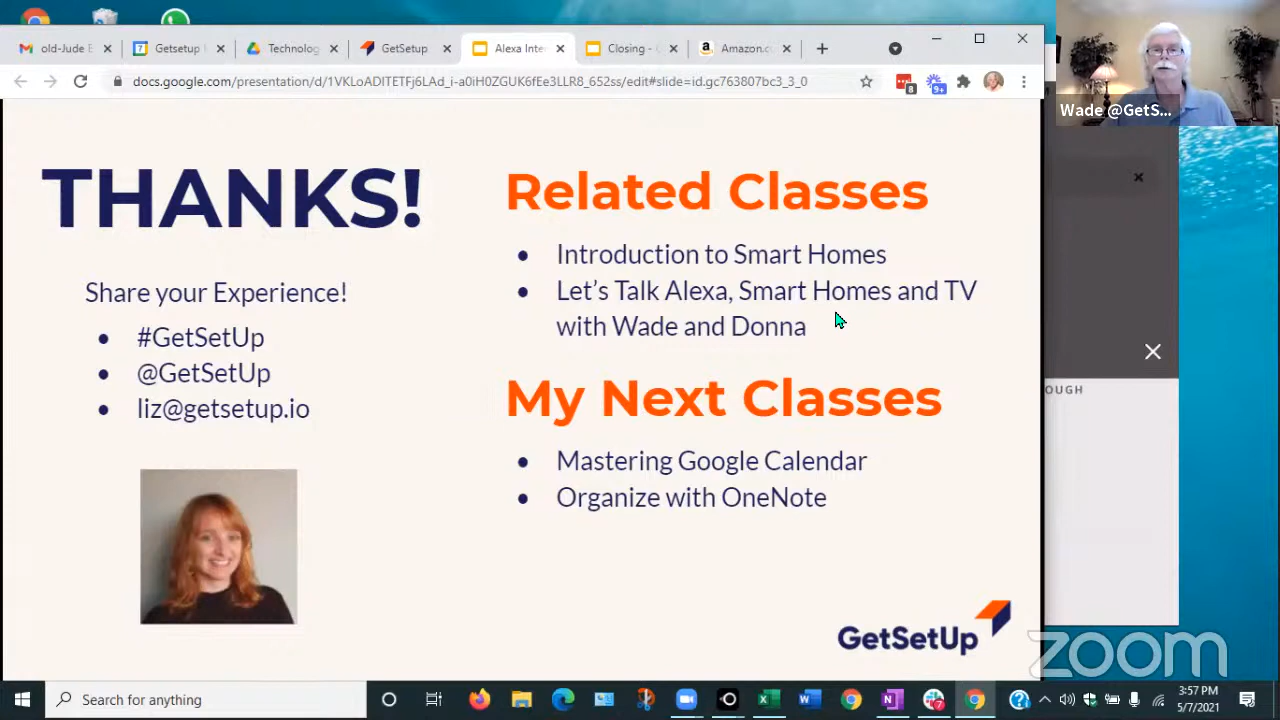 old-Jude
Getsetup
Technolog
GetSetUp
Alexa Inte
Closing -
Amazon.c
docs.google.com/presentation/d/1VKLoADITETFj6LAd_i-a0iH0ZGUK6fEe3LLR8_652ss/edit#slide=id.gc763807bc3_3_0
8
9+
Wade @GetS...
THANKS!
Share your Experience!
• #GetSetUp
• @GetSetUp
• liz@getsetup.io
Related Classes
• Introduction to Smart Homes
• Let's Talk Alexa, Smart Homes and TV
with Wade and Donna
My Next Classes
• Mastering Google Calendar
• Organize with OneNote
GetSetUp
OUGH
zoom
Search for anything
3:57 PM
5/7/2021